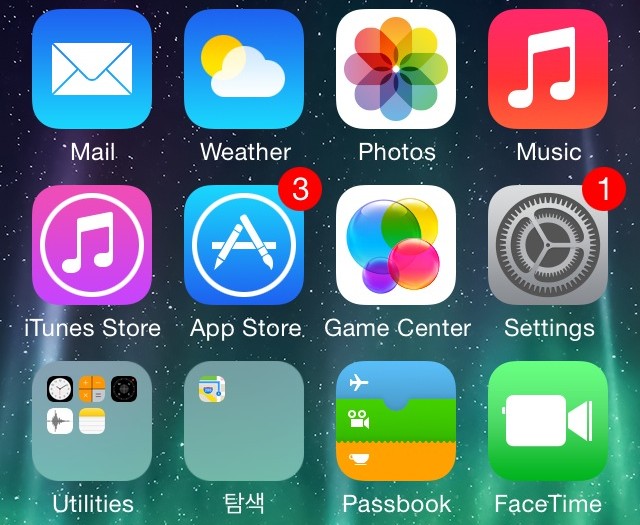 Mail Weather Photos Music
3 1
iTunes Store App Store Game Center Settings
Utilities 탐색 Passbook FaceTime